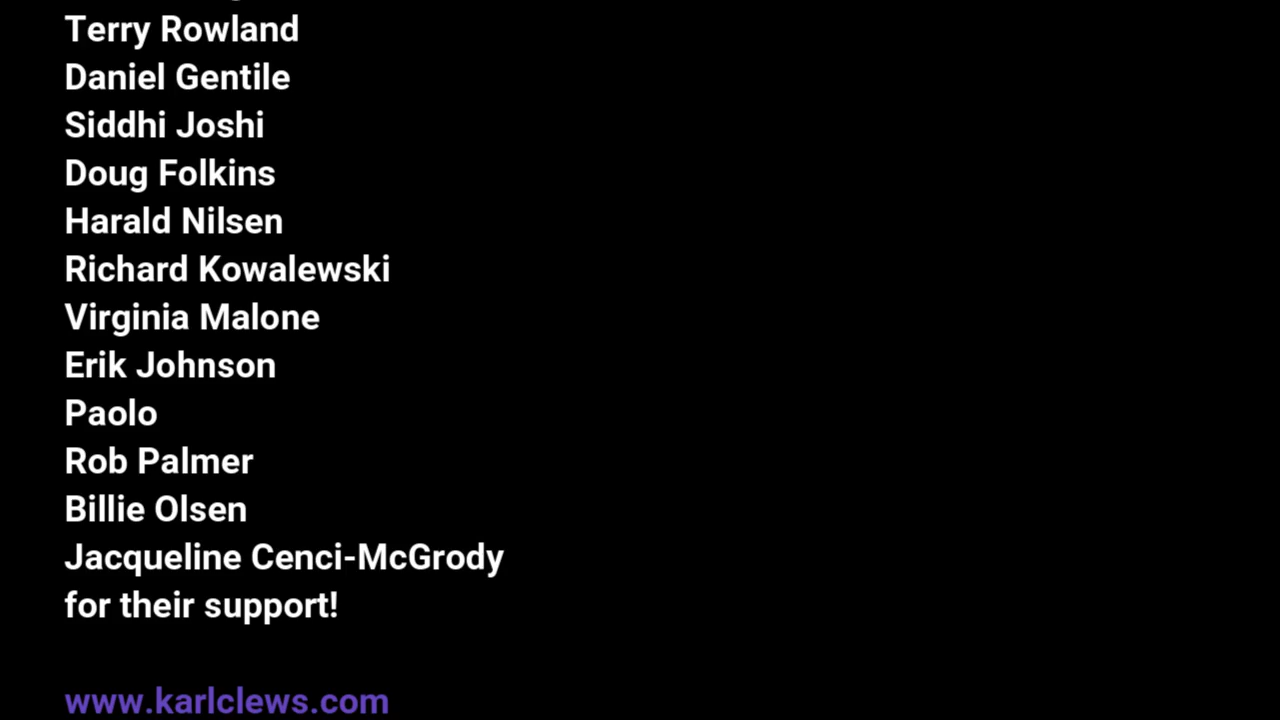 Terry Rowland
Daniel Gentile
Siddhi Joshi
Doug Folkins
Harald Nilsen
Richard Kowalewski
Virginia Malone
Erik Johnson
Paolo
Rob Palmer
Billie Olsen
Jacqueline Cenci-McGrody
for their support!
www.karlclews.com